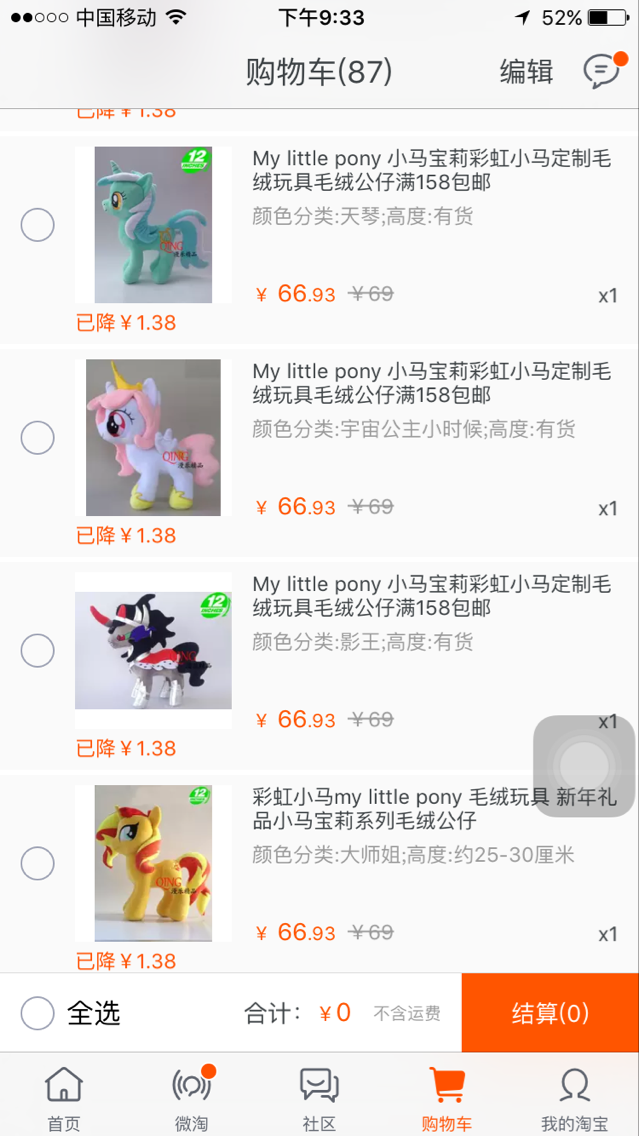 中国移动
下午9:33
52%
购物车(87)
编辑
已降￥1.38
12
INCHES
QING
漫乐精品
My little pony 小马宝莉彩虹小马定制毛
绒玩具毛绒公仔满158包邮
颜色分类:天琴;高度:有货
￥ 66.93 ￥69
x1
已降￥1.38
QING
漫乐精品
My little pony 小马宝莉彩虹小马定制毛
绒玩具毛绒公仔满158包邮
颜色分类:宇宙公主小时候;高度:有货
￥ 66.93 ￥69
x1
已降￥1.38
12
INCHES
QING
My little pony 小马宝莉彩虹小马定制毛
绒玩具毛绒公仔满158包邮
颜色分类:影王;高度:有货
￥ 66.93 ￥69
x1
已降￥1.38
12
INCHES
QING
彩虹小马my little pony 毛绒玩具 新年礼
品小马宝莉系列毛绒公仔
颜色分类:大师姐;高度:约25-30厘米
￥ 66.93 ￥69
x1
已降￥1.38
全选
合计: ￥0 不含运费
结算(0)
首页
微淘
社区
购物车
我的淘宝